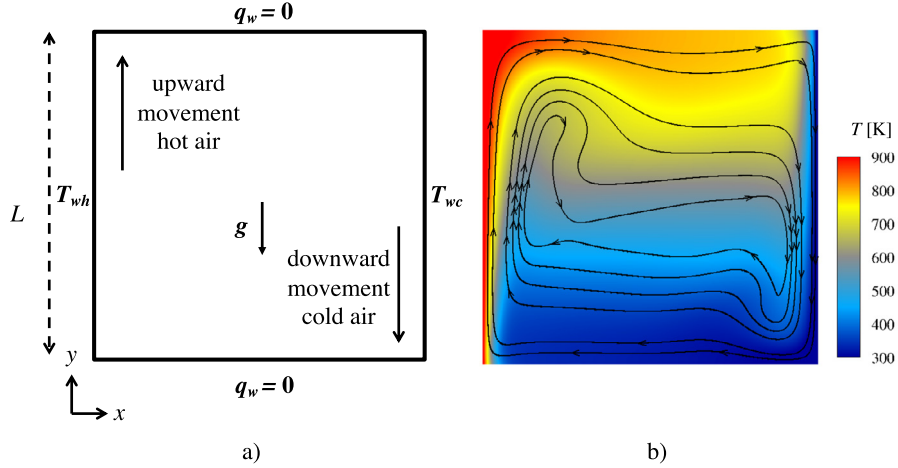 q_w = 0
upward
movement
hot air
L
T_wh
T_wc
g
downward
movement
cold air
y
x
q_w = 0
a)
T [K]
900
800
700
600
500
400
300
b)